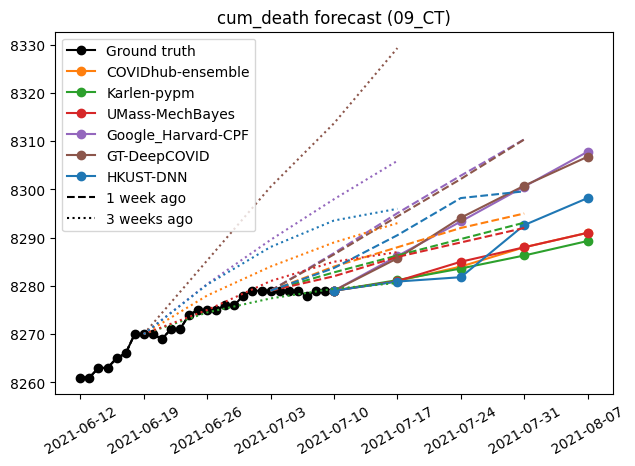 cum_death forecast (09_CT)
8330
8320
8310
8300
8290
8280
8270
8260
Ground truth
COVIDhub-ensemble
Karlen-pypm
UMass-MechBayes
Google_Harvard-CPF
GT-DeepCOVID
HKUST-DNN
1 week ago
3 weeks ago
2021-06-12
2021-06-19
2021-06-26
2021-07-03
2021-07-10
2021-07-17
2021-07-24
2021-07-31
2021-08-07